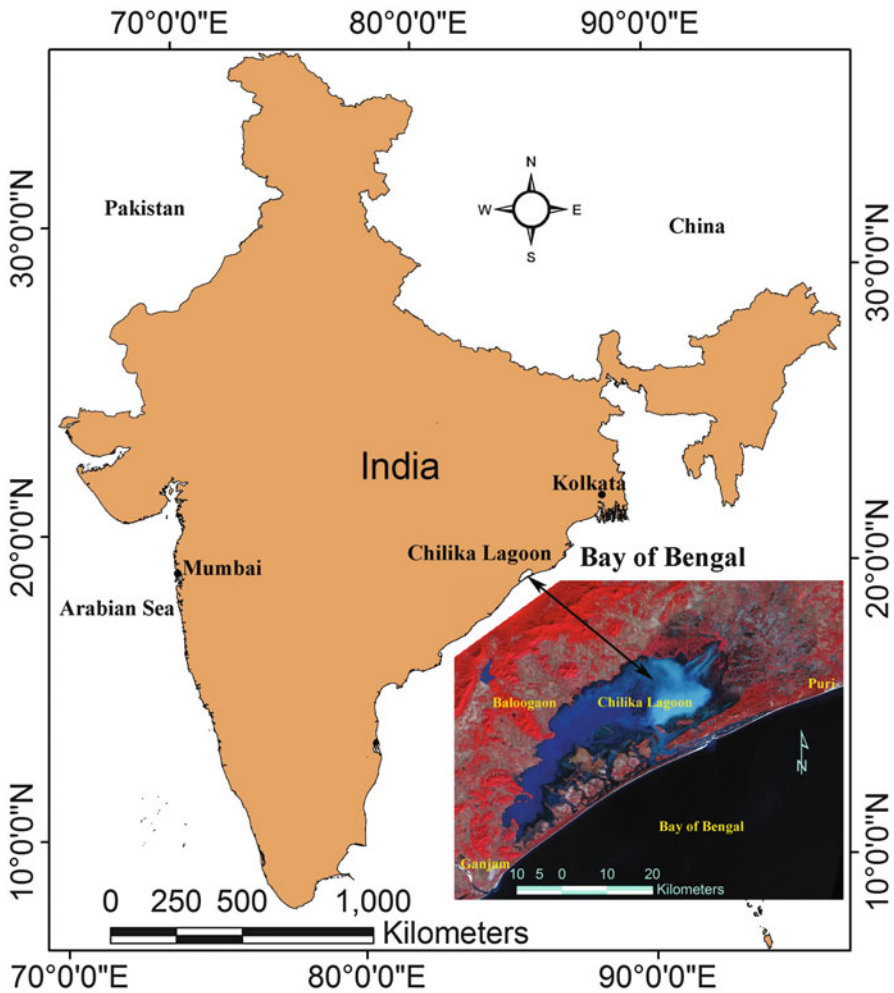 70°0'0"E 80°0'0"E 90°0'0"E
N
W E
S
Pakistan
China
30°0'0"N
30°0'0"N
India
Kolkata
20°0'0"N
20°0'0"N
Chilika Lagoon
Bay of Bengal
Mumbai
Arabian Sea
Puri
Baloogaon
Chilika Lagoon
N
Bay of Bengal
Ganjam
10 5 0 10 20
Kilometers
10°0'0"N
10°0'0"N
0 250 500 1,000
Kilometers
70°0'0"E 80°0'0"E 90°0'0"E